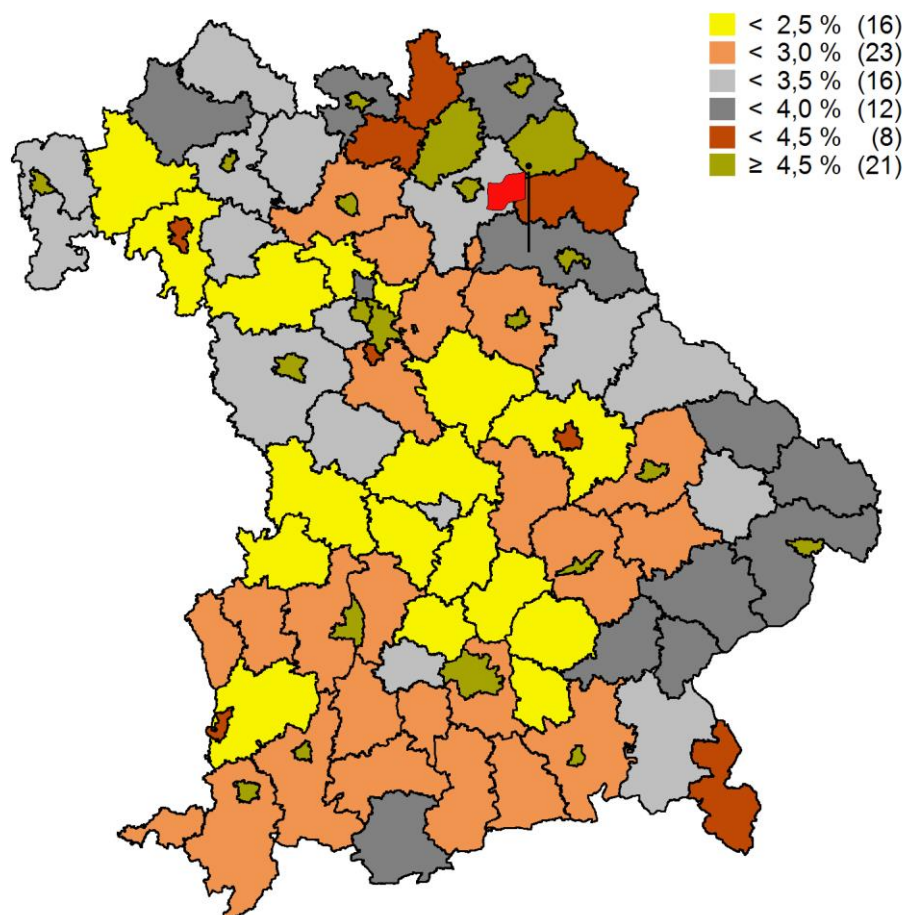 < 2,5 % (16)
< 3,0 % (23)
< 3,5 % (16)
< 4,0 % (12)
< 4,5 % (8)
≥ 4,5 % (21)